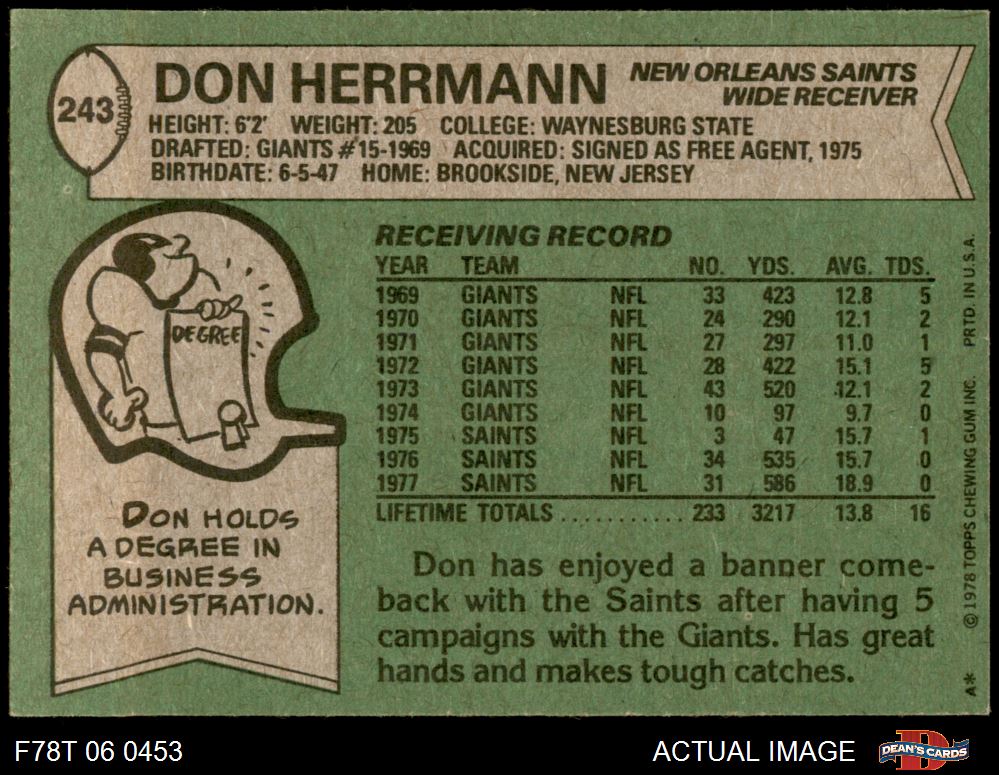 243
DON HERRMANN
NEW ORLEANS SAINTS
WIDE RECEIVER
HEIGHT: 6'2' WEIGHT: 205 COLLEGE: WAYNESBURG STATE
DRAFTED: GIANTS #15-1969 ACQUIRED: SIGNED AS FREE AGENT, 1975
BIRTHDATE: 6-5-47 HOME: BROOKSIDE, NEW JERSEY
DEGREE
DON HOLDS
A DEGREE IN
BUSINESS
ADMINISTRATION.
RECEIVING RECORD
YEAR TEAM NO. YDS. AVG. TDS.
1969 GIANTS NFL 33 423 12.8 5
1970 GIANTS NFL 24 290 12.1 2
1971 GIANTS NFL 27 297 11.0 1
1972 GIANTS NFL 28 422 15.1 5
1973 GIANTS NFL 43 520 12.1 2
1974 GIANTS NFL 10 97 9.7 0
1975 SAINTS NFL 3 47 15.7 1
1976 SAINTS NFL 34 535 15.7 0
1977 SAINTS NFL 31 586 18.9 0
LIFETIME TOTALS ........... 233 3217 13.8 16
Don has enjoyed a banner come-
back with the Saints after having 5
campaigns with the Giants. Has great
hands and makes tough catches.
A* © 1978 TOPPS CHEWING GUM INC. PRTD. IN U.S.A.
F78T 06 0453
ACTUAL IMAGE
D
DEAN'S CARDS